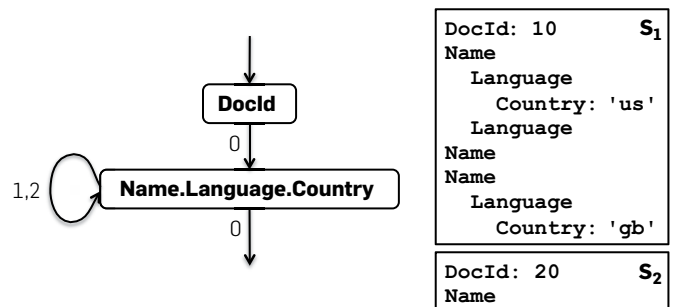 DocId
0
1,2
Name.Language.Country
0
DocId: 10 S1
Name
  Language
    Country: 'us'
  Language
Name
Name
  Language
    Country: 'gb'
DocId: 20 S2
Name